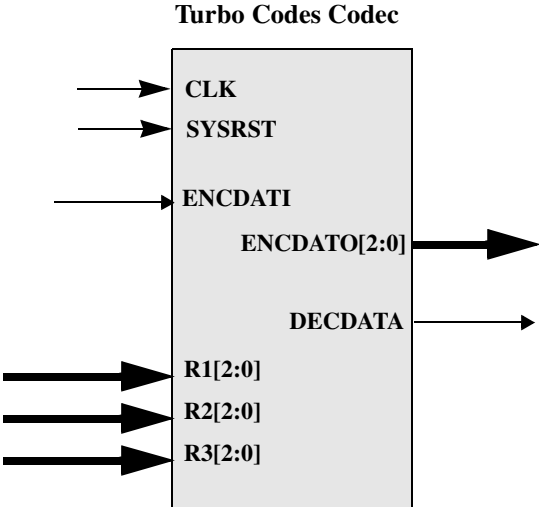 Turbo Codes Codec
CLK
SYSRST
ENCDATI
ENCDATO[2:0]
DECDATA
R1[2:0]
R2[2:0]
R3[2:0]